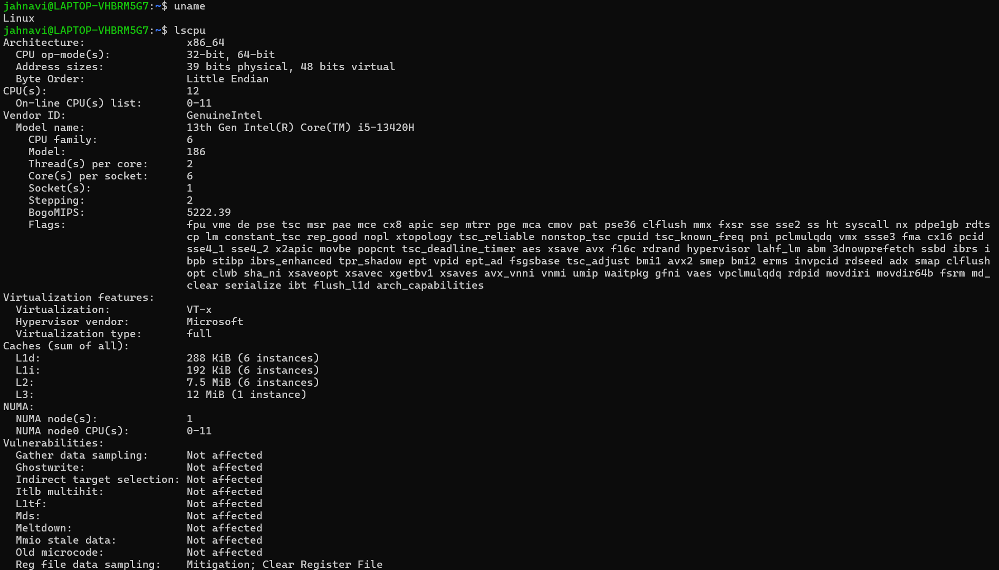 jahnavi@LAPTOP-VHBRM5G7:~$ uname
Linux
jahnavi@LAPTOP-VHBRM5G7:~$ lscpu
Architecture:                x86_64
  CPU op-mode(s):            32-bit, 64-bit
  Address sizes:             39 bits physical, 48 bits virtual
  Byte Order:                Little Endian
CPU(s):                      12
  On-line CPU(s) list:       0-11
Vendor ID:                   GenuineIntel
  Model name:                13th Gen Intel(R) Core(TM) i5-13420H
    CPU family:              6
    Model:                   186
    Thread(s) per core:      2
    Core(s) per socket:      6
    Socket(s):               1
    Stepping:                2
    BogoMIPS:                5222.39
    Flags:                   fpu vme de pse tsc msr pae mce cx8 apic sep mtrr pge mca cmov pat pse36 clflush mmx fxsr sse sse2 ss ht syscall nx pdpe1gb rdts
                             cp lm constant_tsc rep_good nopl xtopology tsc_reliable nonstop_tsc cpuid tsc_known_freq pni pclmulqdq vmx ssse3 fma cx16 pcid
                             sse4_1 sse4_2 x2apic movbe popcnt tsc_deadline_timer aes xsave avx f16c rdrand hypervisor lahf_lm abm 3dnowprefetch ssbd ibrs i
                             bpb stibp ibrs_enhanced tpr_shadow ept vpid ept_ad fsgsbase tsc_adjust bmi1 avx2 smep bmi2 erms invpcid rdseed adx smap clflush
                             opt clwb sha_ni xsaveopt xsavec xgetbv1 xsaves avx_vnni vnmi umip waitpkg gfni vaes vpclmulqdq rdpid movdiri movdir64b fsrm md_
                             clear serialize ibt flush_l1d arch_capabilities
Virtualization features:
  Virtualization:            VT-x
  Hypervisor vendor:         Microsoft
  Virtualization type:       full
Caches (sum of all):
  L1d:                       288 KiB (6 instances)
  L1i:                       192 KiB (6 instances)
  L2:                        7.5 MiB (6 instances)
  L3:                        12 MiB (1 instance)
NUMA:
  NUMA node(s):              1
  NUMA node0 CPU(s):         0-11
Vulnerabilities:
  Gather data sampling:      Not affected
  Ghostwrite:                Not affected
  Indirect target selection: Not affected
  Itlb multihit:             Not affected
  L1tf:                      Not affected
  Mds:                       Not affected
  Meltdown:                  Not affected
  Mmio stale data:           Not affected
  Old microcode:             Not affected
  Reg file data sampling:    Mitigation; Clear Register File